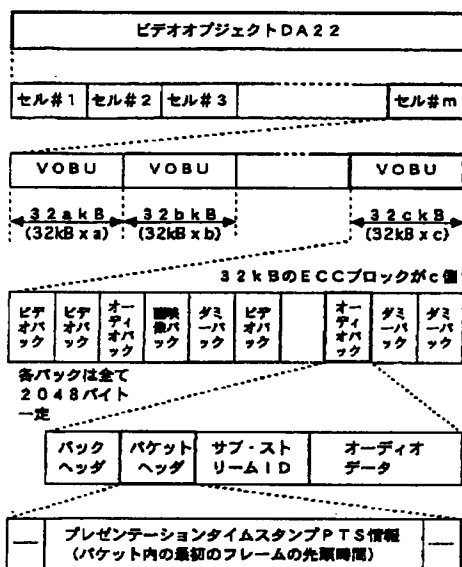 ビデオオブジェクトDA22
セル#1 セル#2 セル#3 セル#m
VOBU VOBU VOBU
32akB 32bkB 32ckB
(32kBxa) (32kBxb) (32kBxc)
32kBのECCブロックがc個
ビデオパック ビデオパック オーディオパック 副映像パック ダミーパック ビデオパック オーディオパック ダミーパック ダミーパック
各パックは全て
2048バイト
一定
パック
ヘッダ
パケット
ヘッダ
サブ・スト
リームID
オーディオ
データ
プレゼンテーションタイムスタンプPTS情報
(パケット内の最初のフレームの先頭時間)